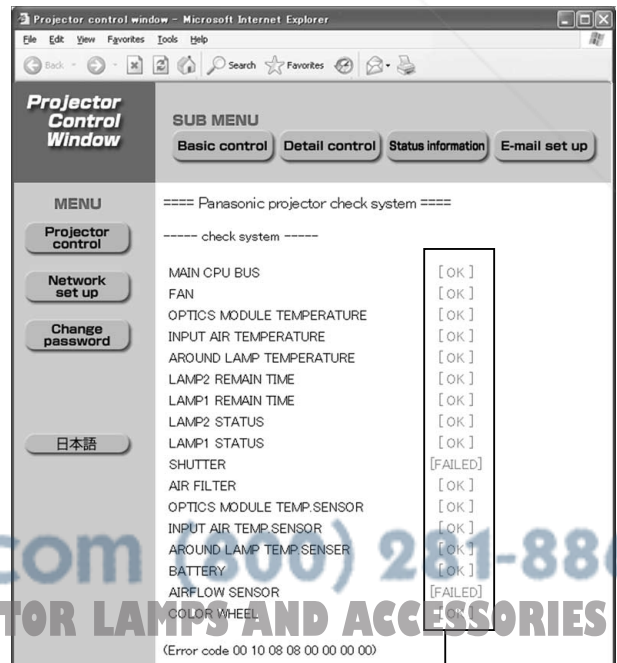 Projector control window - Microsoft Internet Explorer
File Edit View Favorites Tools Help
Back Search Favorites
Projector
Control
Window
SUB MENU
Basic control Detail control Status information E-mail set up
MENU
Projector
control
Network
set up
Change
password
日本語
==== Panasonic projector check system ====
----- check system -----
MAIN CPU BUS [ OK ]
FAN [ OK ]
OPTICS MODULE TEMPERATURE [ OK ]
INPUT AIR TEMPERATURE [ OK ]
AROUND LAMP TEMPERATURE [ OK ]
LAMP2 REMAIN TIME [ OK ]
LAMP1 REMAIN TIME [ OK ]
LAMP2 STATUS [ OK ]
LAMP1 STATUS [ OK ]
SHUTTER [FAILED]
AIR FILTER [ OK ]
OPTICS MODULE TEMP.SENSOR [ OK ]
INPUT AIR TEMP.SENSOR [ OK ]
AROUND LAMP TEMP.SENSER [ OK ]
BATTERY [ OK ]
AIRFLOW SENSOR [FAILED]
COLOR WHEEL [ OK ]
(Error code 00 10 08 08 00 00 00 00)
com (800) 281-88
TOR LAMPS AND ACCESSORIES